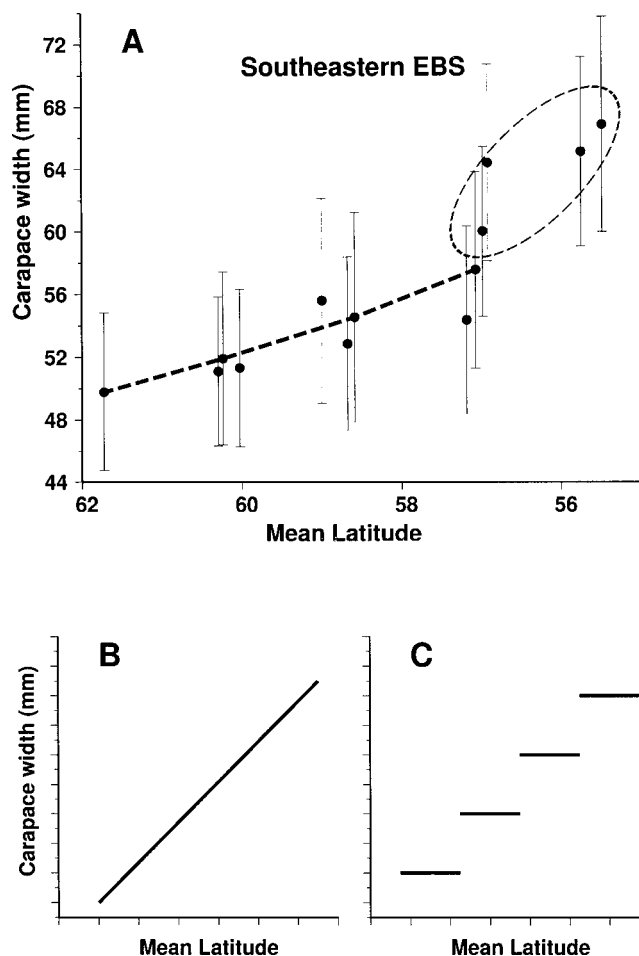 A
Southeastern EBS
Carapace width (mm)
72
68
64
60
56
52
48
44
62
60
58
56
Mean Latitude
B
C
Carapace width (mm)
Mean Latitude
Mean Latitude